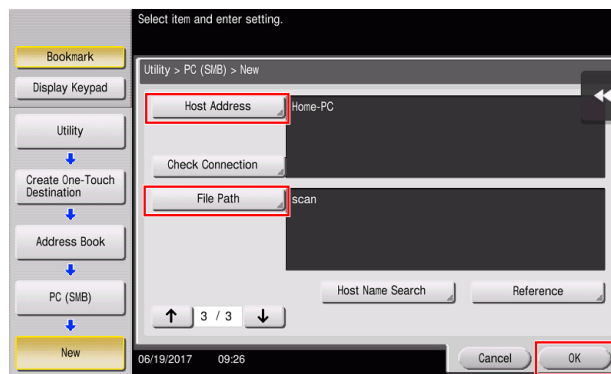 Select item and enter setting.
Bookmark
Display Keypad
Utility
Create One-Touch
Destination
Address Book
PC (SMB)
New
Utility > PC (SMB) > New
Host Address
Home-PC
Check Connection
File Path
scan
Host Name Search
Reference
3 / 3
06/19/2017 09:26
Cancel
OK